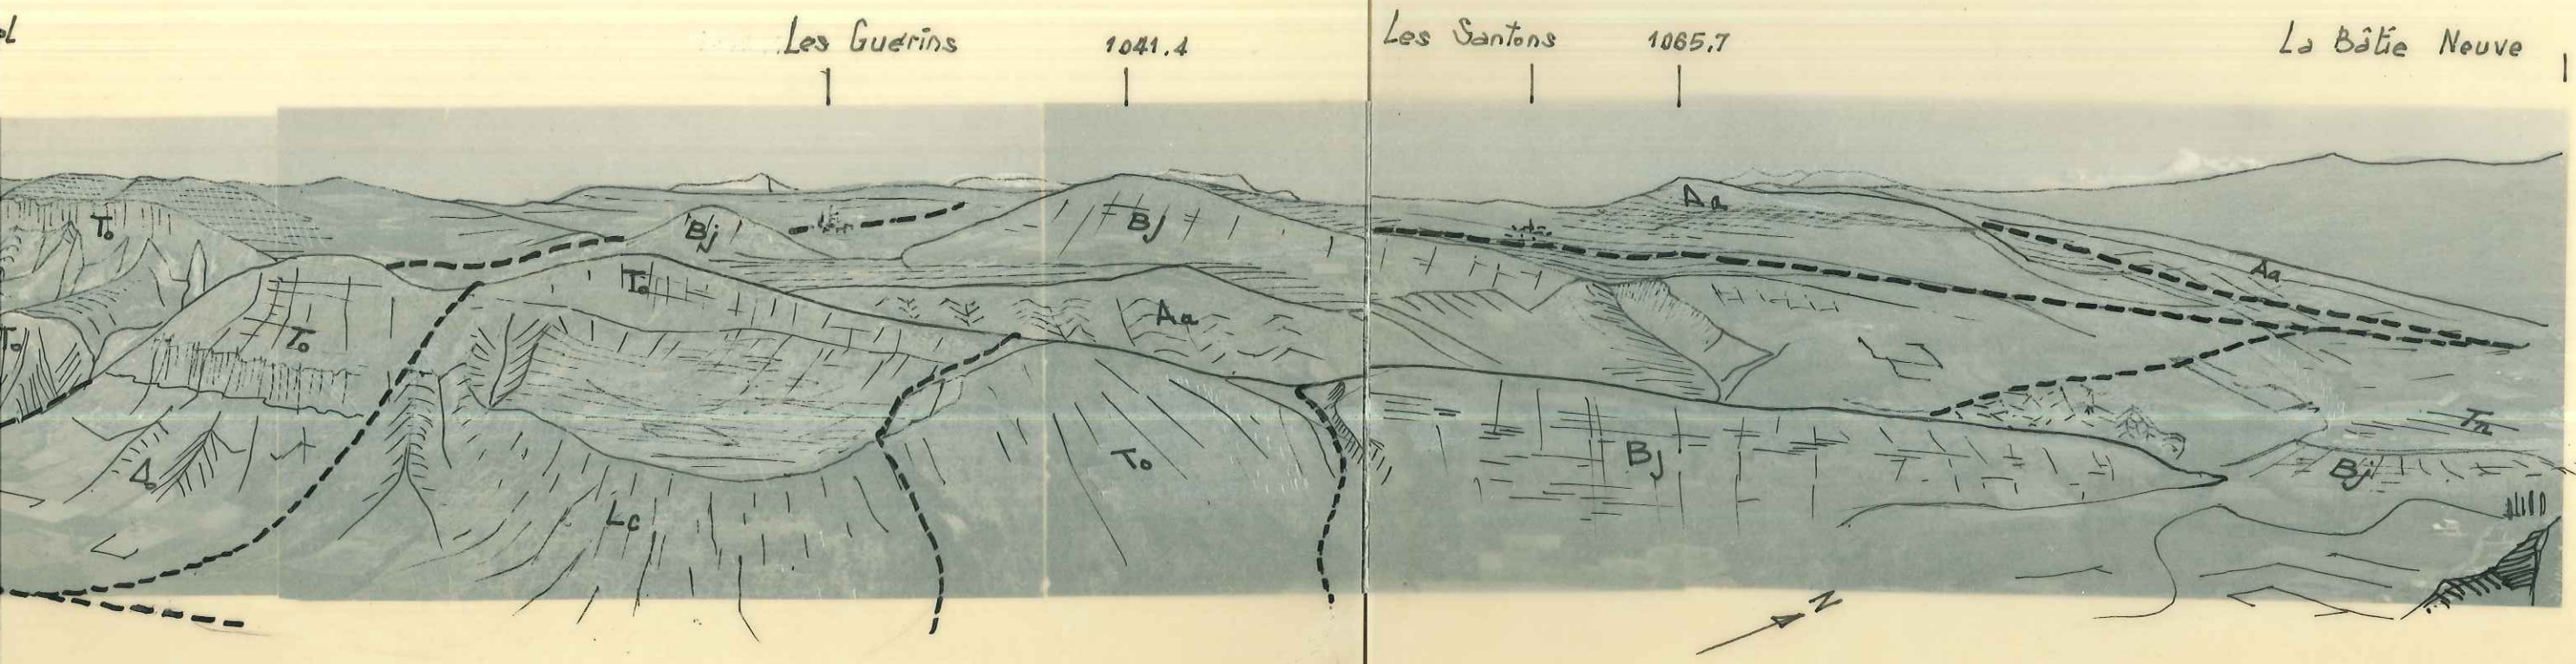 Les Guérins
1041.4
Les Santons
1065.7
La Bâtie Neuve
To
Bj
Bj
Aa
To
Aa
To
Aa
To
To
Bj
Tn
Bj
Lc
N